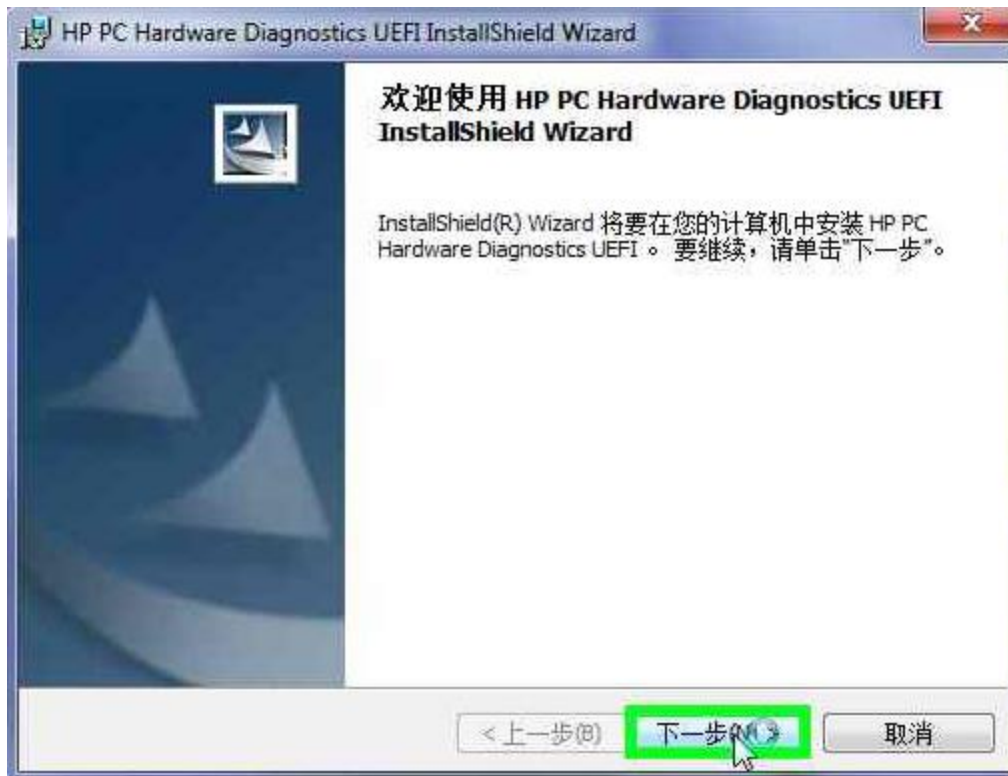 HP PC Hardware Diagnostics UEFI InstallShield Wizard
欢迎使用 HP PC Hardware Diagnostics UEFI
InstallShield Wizard
InstallShield(R) Wizard 将要在您的计算机中安装 HP PC
Hardware Diagnostics UEFI 。 要继续，请单击"下一步"。
<上一步(B) 下一步 取消